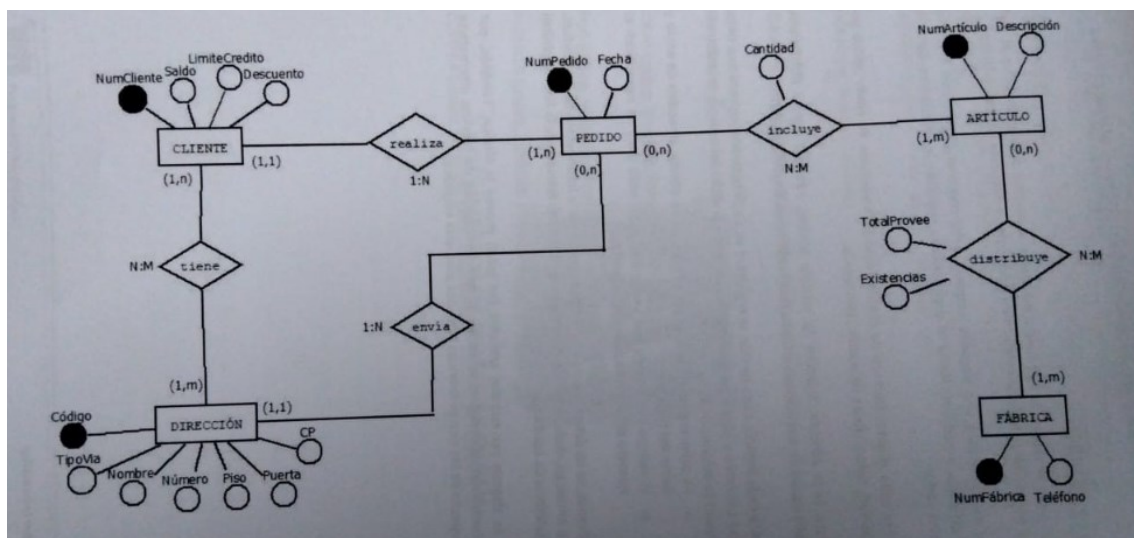 NumCliente
Saldo
LimiteCredito
Descuento
CLIENTE
(1,n)
(1,1)
realiza
1:N
NumPedido
Fecha
PEDIDO
(1,n)
(0,n)
(0,n)
Cantidad
incluye
N:M
NumArtículo
Descripción
ARTÍCULO
(1,m)
(0,n)
N:M
tiene
1:N
envía
TotalProvee
Existencias
distribuye
N:M
(1,m)
DIRECCIÓN
(1,1)
Código
TipoVía
Nombre
Número
Piso
Puerta
CP
(1,m)
FÁBRICA
NumFábrica
Teléfono